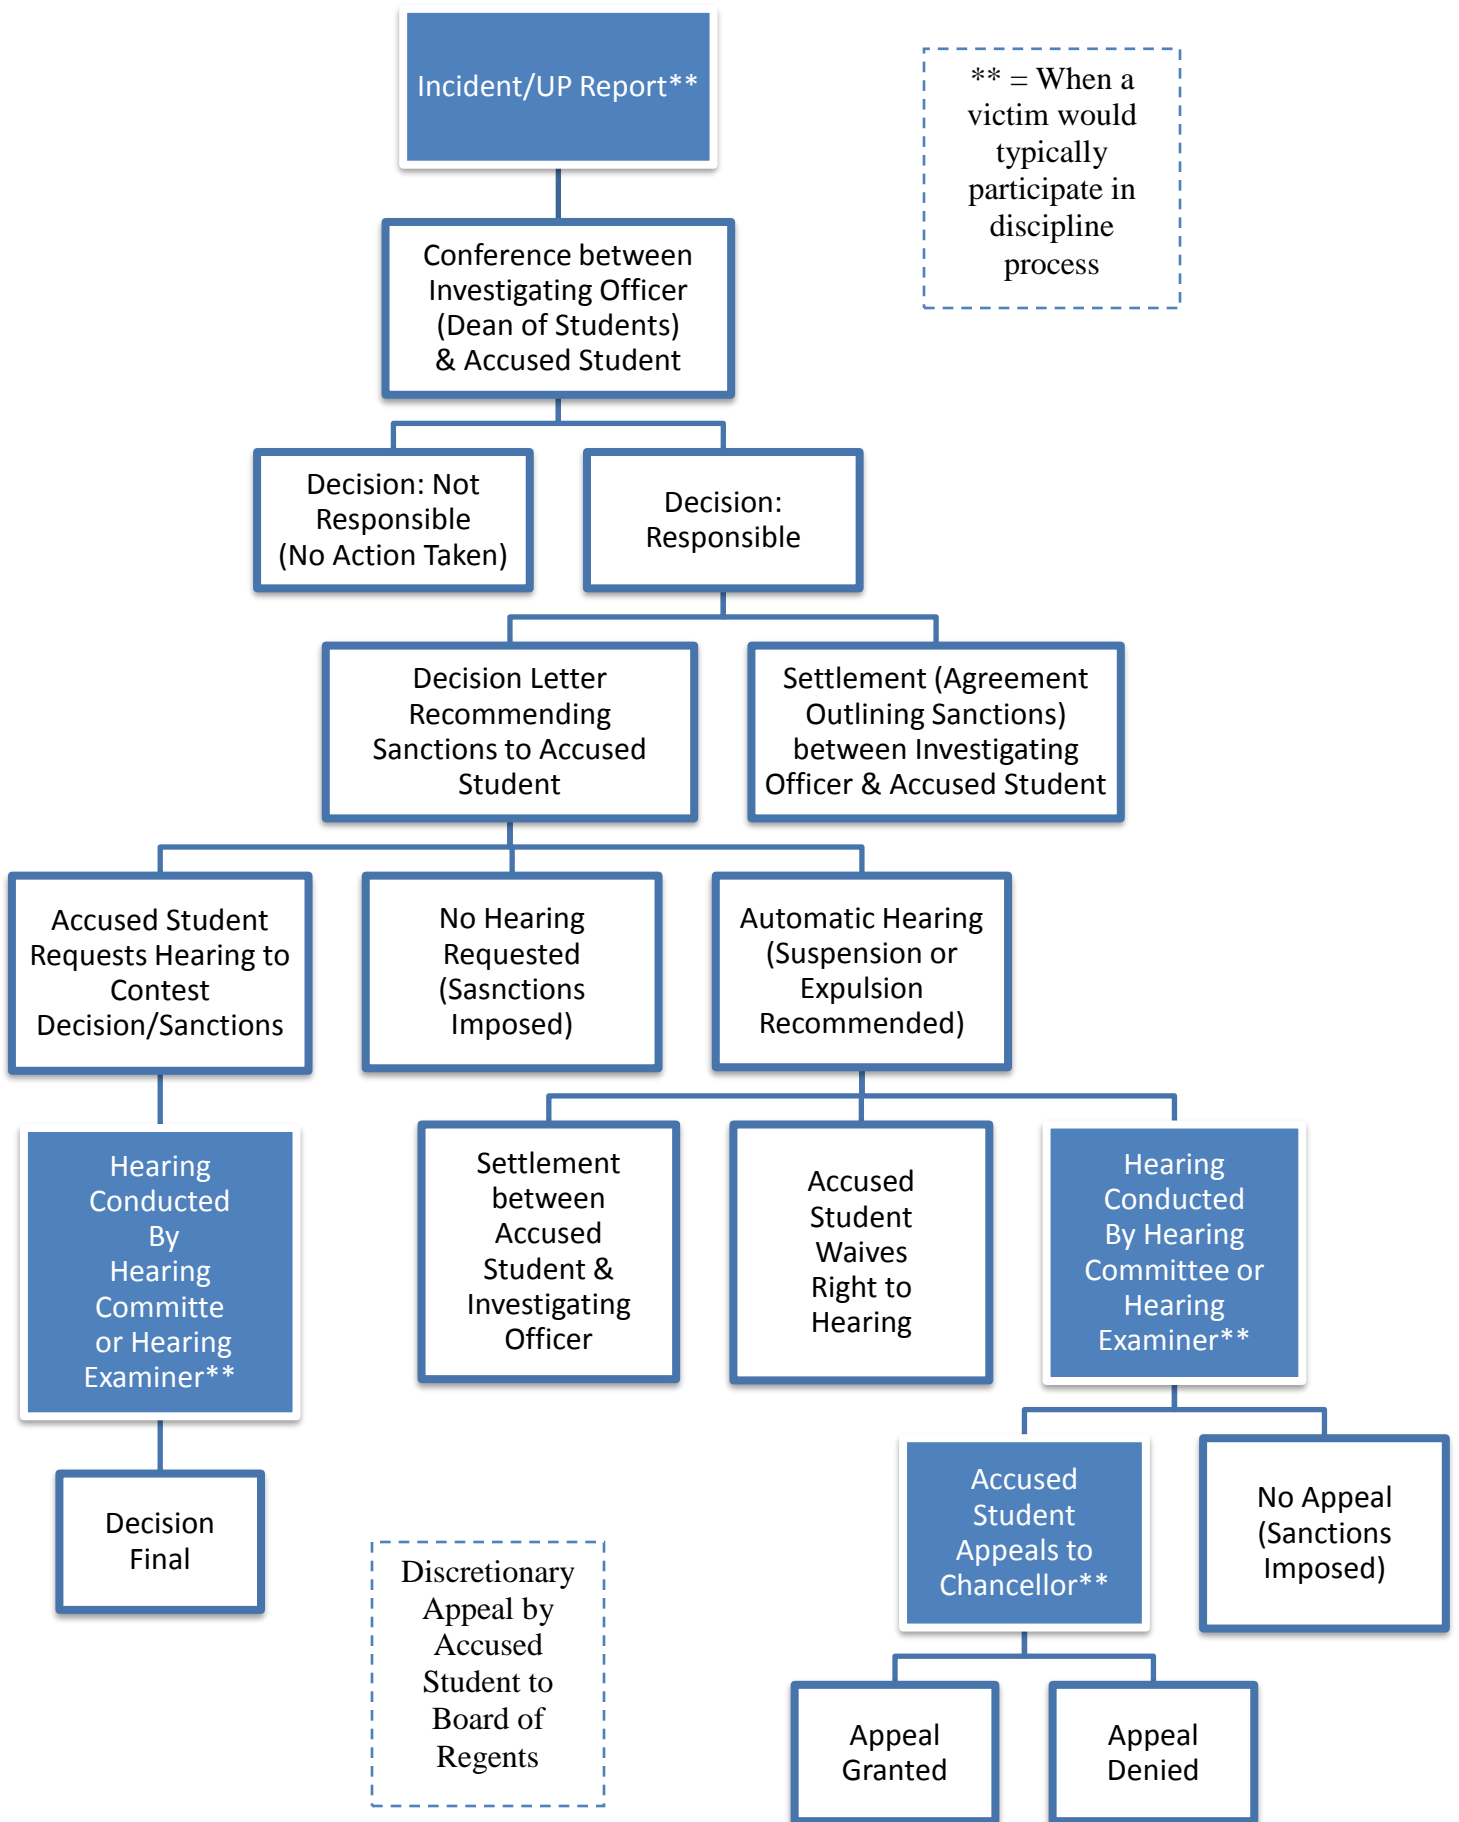 Incident/UP Report**
** = When a
victim would
typically
participate in
discipline
process
Conference between
Investigating Officer
(Dean of Students)
& Accused Student
Decision: Not
Responsible
(No Action Taken)
Decision:
Responsible
Decision Letter
Recommending
Sanctions to Accused
Student
Settlement (Agreement
Outlining Sanctions)
between Investigating
Officer & Accused Student
Accused Student
Requests Hearing to
Contest
Decision/Sanctions
No Hearing
Requested
(Sasnctions
Imposed)
Automatic Hearing
(Suspension or
Expulsion
Recommended)
Hearing
Conducted
By
Hearing
Committe
or Hearing
Examiner**
Settlement
between
Accused
Student &
Investigating
Officer
Accused
Student
Waives
Right to
Hearing
Hearing
Conducted
By Hearing
Committee or
Hearing
Examiner**
Decision
Final
Discretionary
Appeal by
Accused
Student to
Board of
Regents
Accused
Student
Appeals to
Chancellor**
No Appeal
(Sanctions
Imposed)
Appeal
Granted
Appeal
Denied